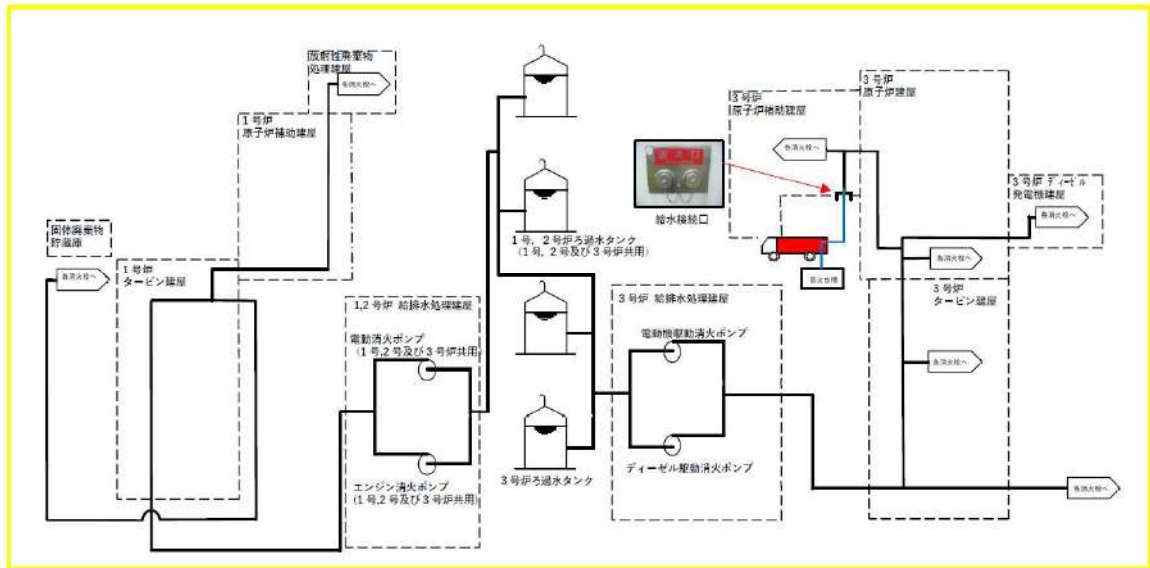 放射性廃棄物
処理建屋
各消火栓へ
1号炉
原子炉補助建屋
固体廃棄物
貯蔵庫
各消火栓へ
1号炉
タービン建屋
1,2号炉 給排水処理建屋
電動消火ポンプ
(1号,2号及び3号炉共用)
エンジン消火ポンプ
(1号,2号及び3号炉共用)
1号, 2号炉ろ過水タンク
(1号, 2号及び3号炉共用)
3号炉ろ過水タンク
3号炉 給排水処理建屋
電動機駆動消火ポンプ
ディーゼル駆動消火ポンプ
給水接続口
3号炉
原子炉補助建屋
各消火栓へ
3号炉
原子炉建屋
3号炉 ディーゼル
発電機建屋
各消火栓へ
各消火栓へ
3号炉
タービン建屋
各消火栓へ
各消火栓へ